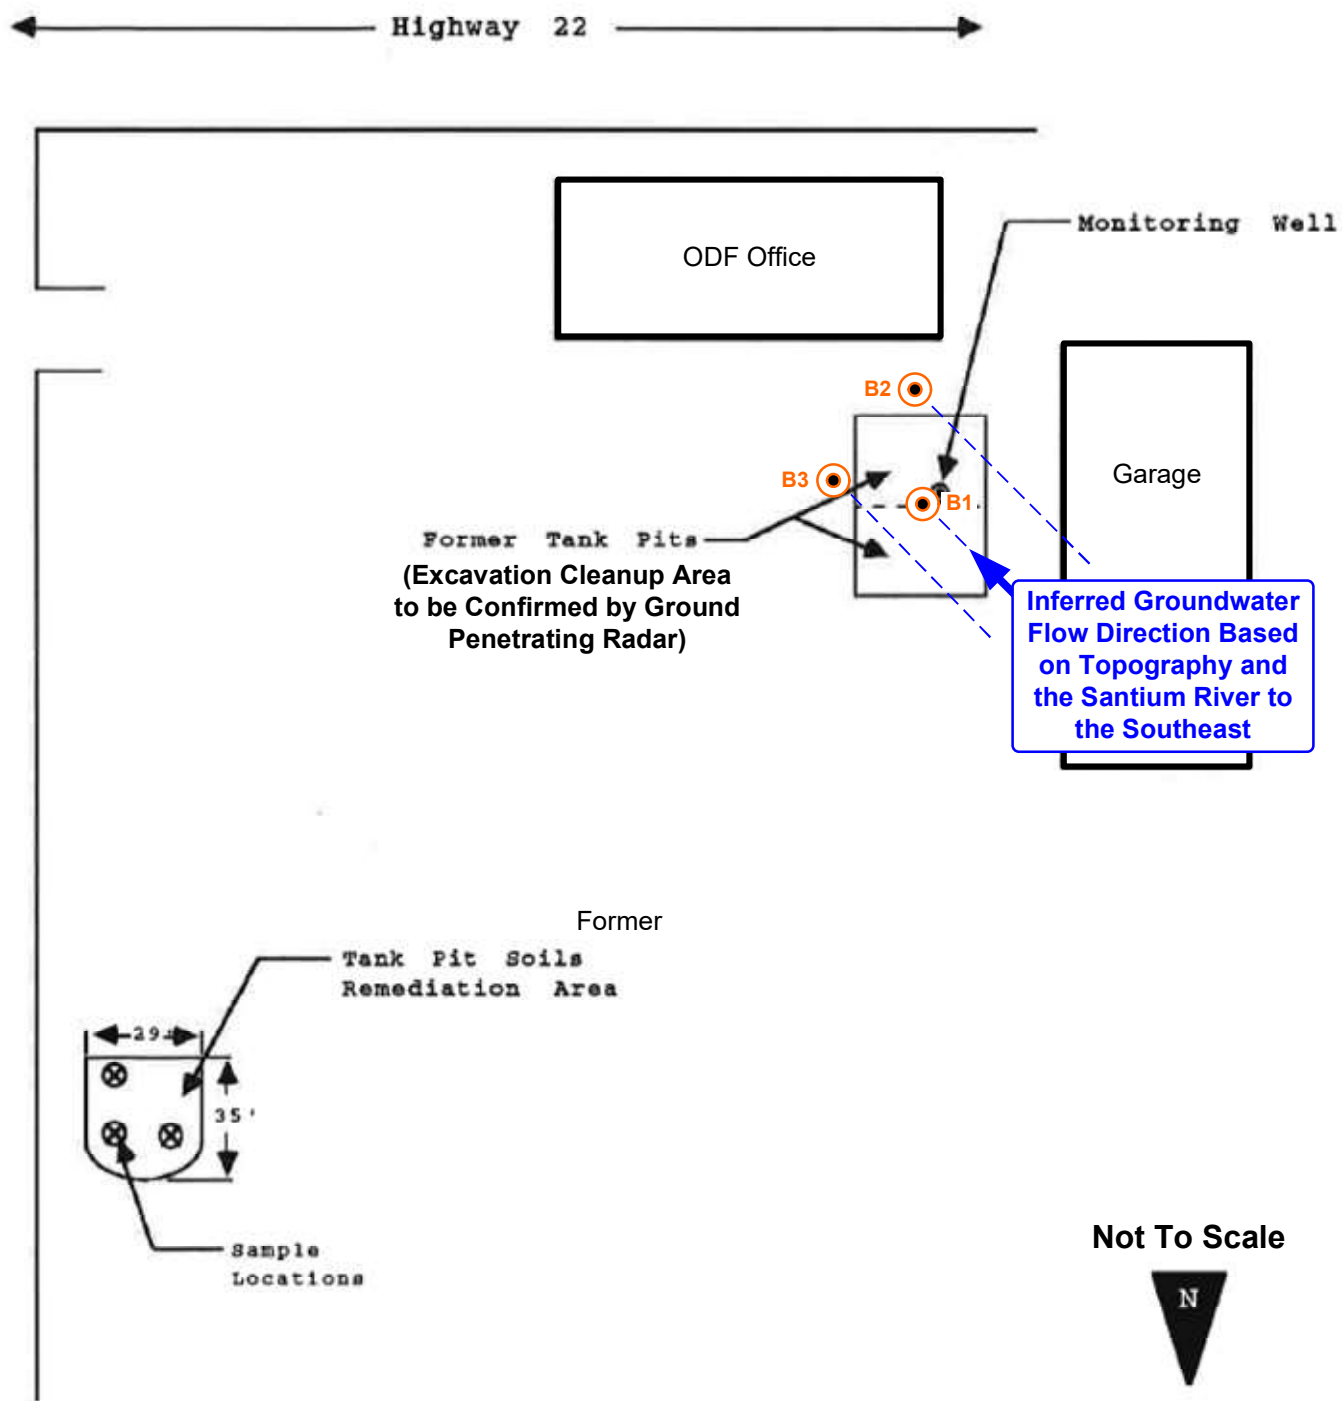 Highway 22
ODF Office
Monitoring Well
B2
Garage
B3
B1
Former Tank Pits
(Excavation Cleanup Area
to be Confirmed by Ground
Penetrating Radar)
Inferred Groundwater
Flow Direction Based
on Topography and
the Santium River to
the Southeast
Former
Tank Pit Soils
Remediation Area
29'
35'
Sample
Locations
Not To Scale
N